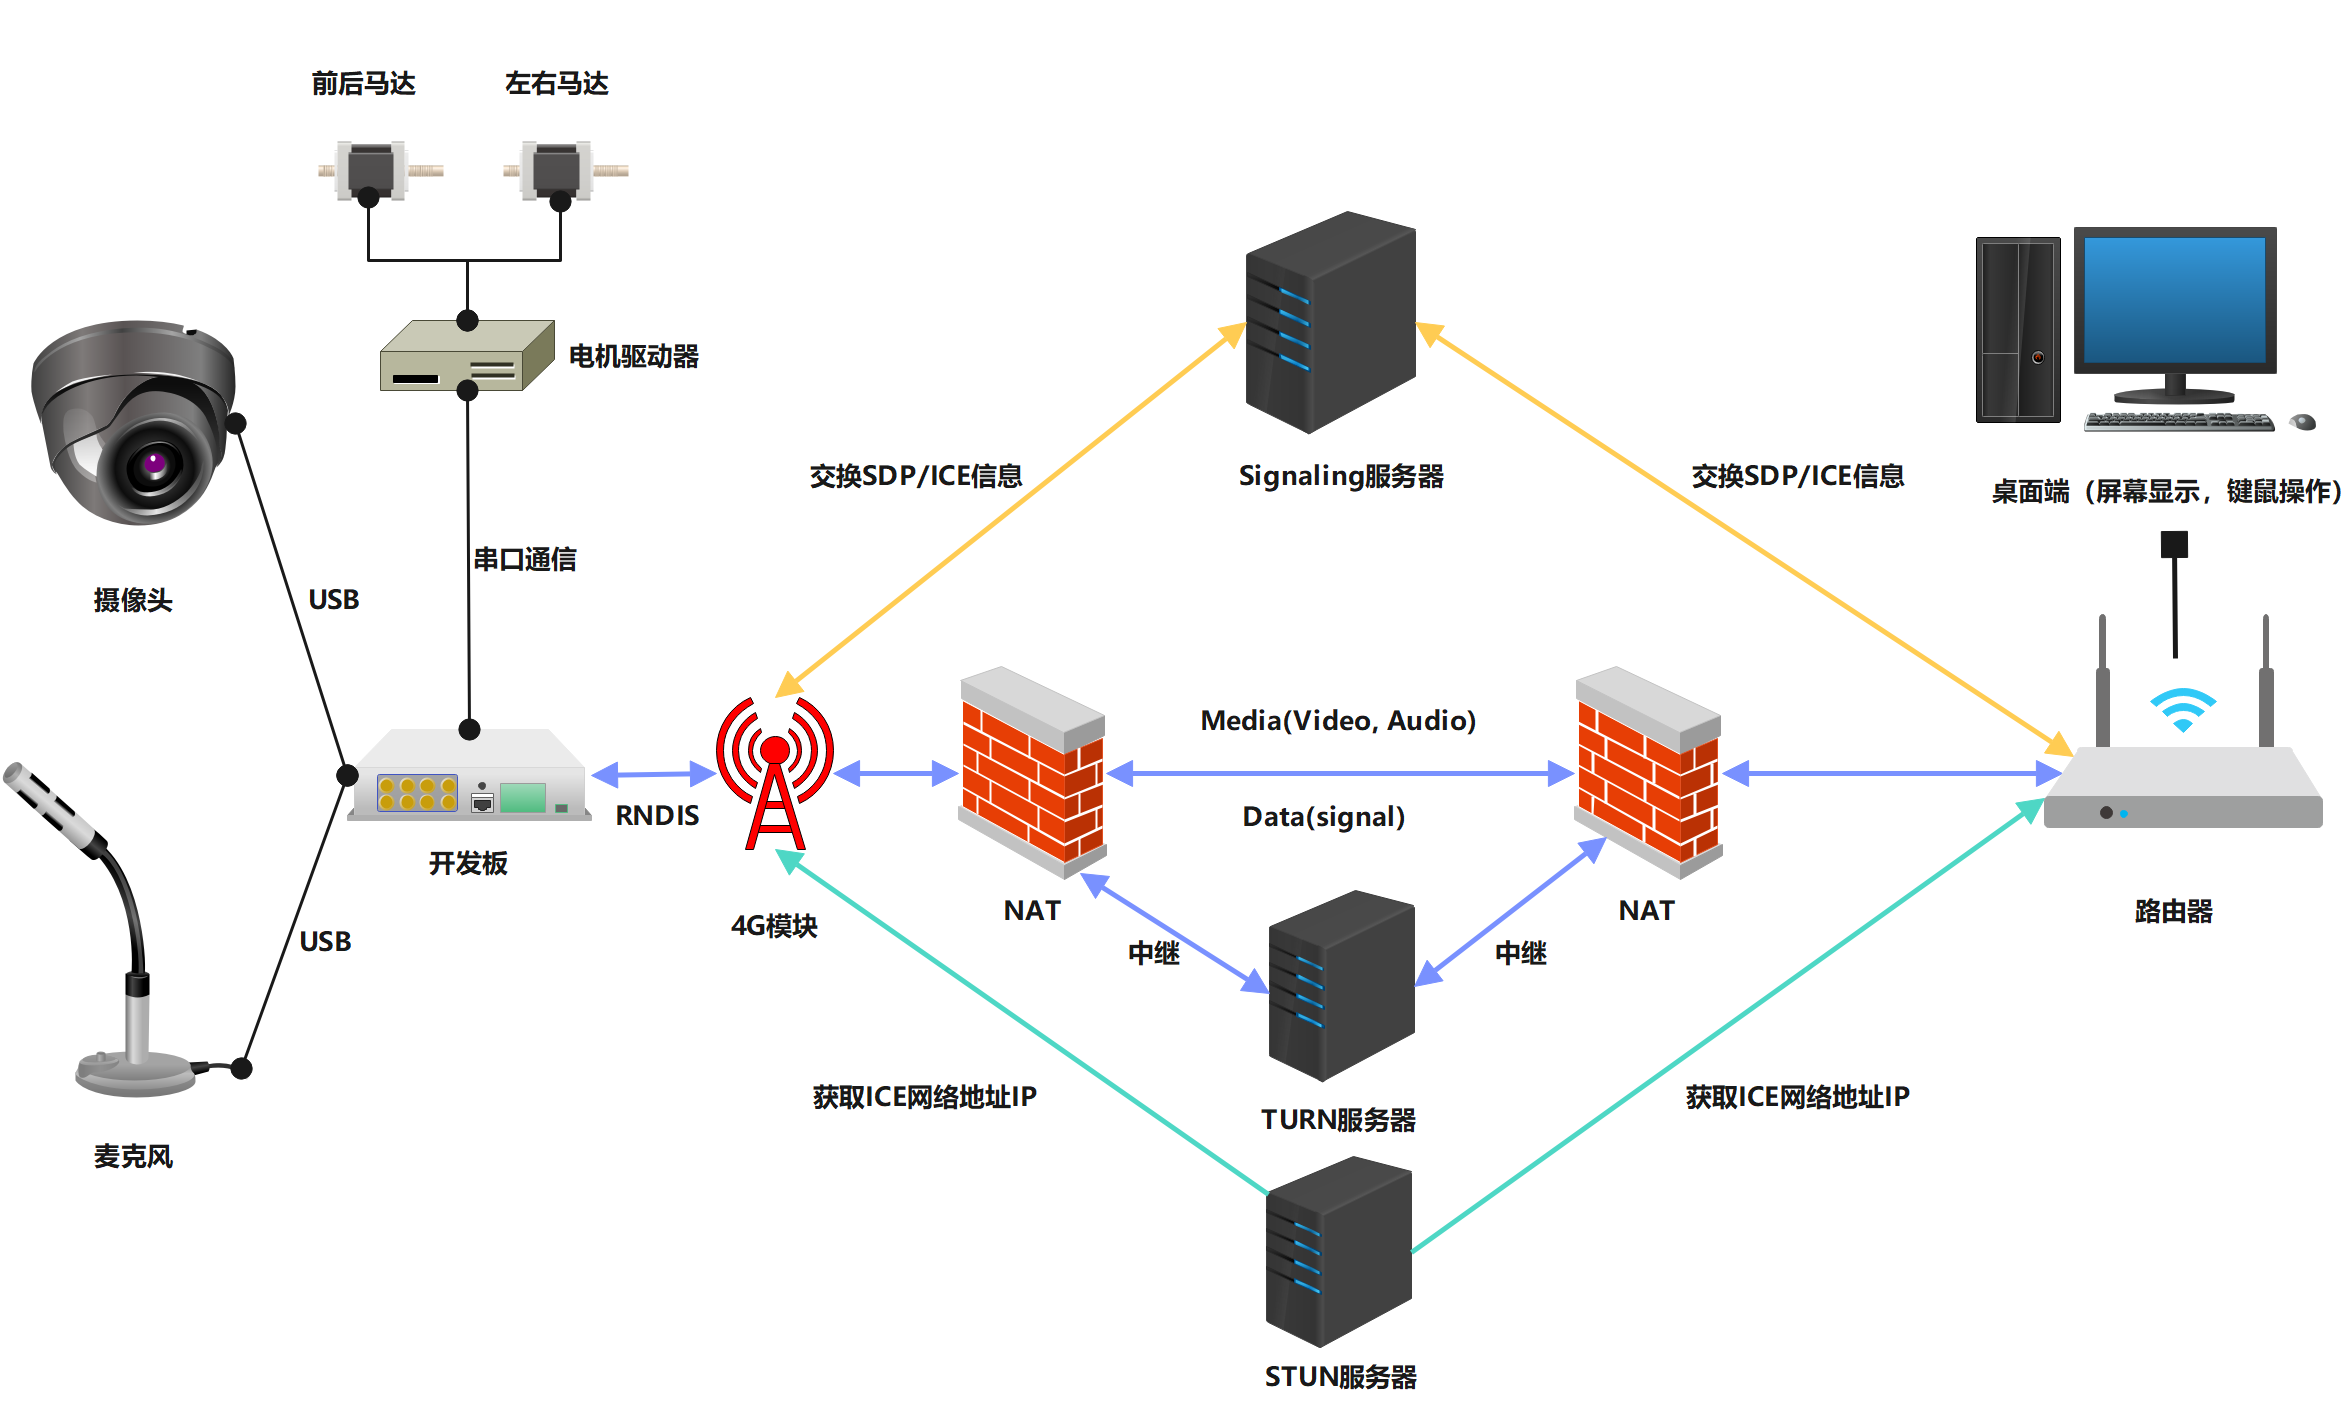 前后马达
左右马达
电机驱动器
交换SDP/ICE信息
Signaling服务器
交换SDP/ICE信息
桌面端（屏幕显示，键鼠操作）
串口通信
摄像头
USB
Media(Video, Audio)
RNDIS
Data(signal)
开发板
4G模块
NAT
NAT
路由器
USB
中继
中继
获取ICE网络地址IP
获取ICE网络地址IP
TURN服务器
麦克风
STUN服务器